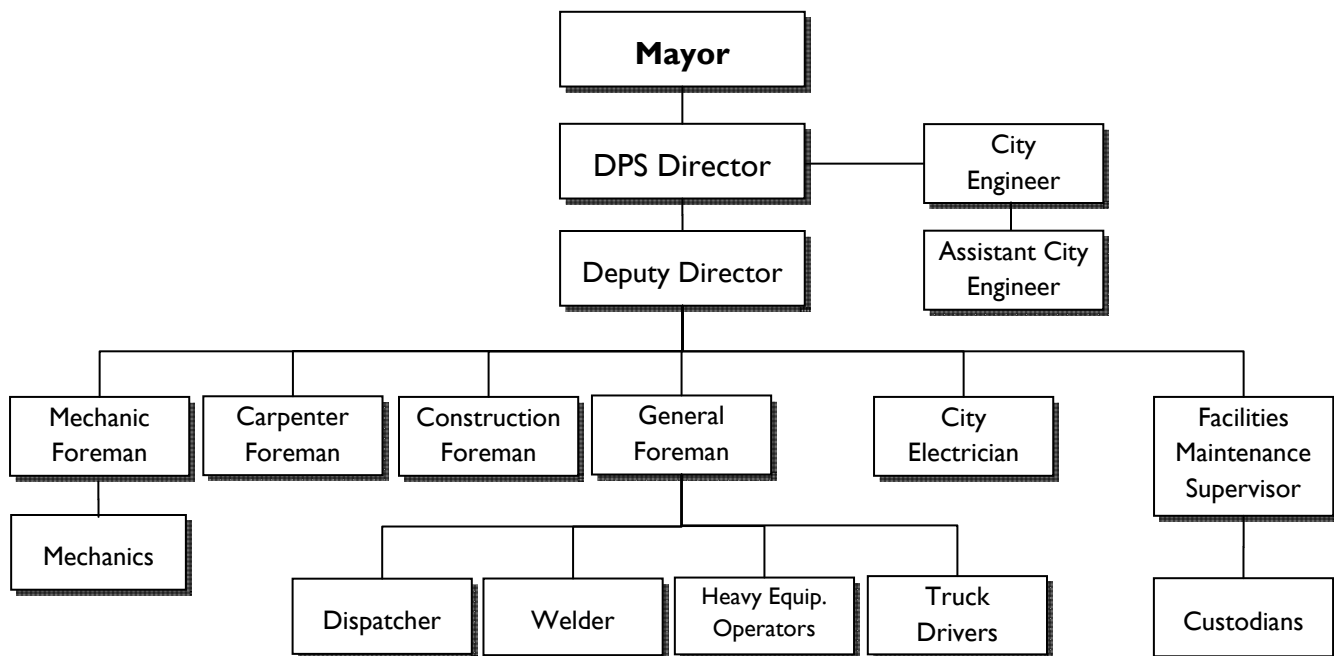 Mayor
DPS Director
City
Engineer
Deputy Director
Assistant City
Engineer
Mechanic
Foreman
Carpenter
Foreman
Construction
Foreman
General
Foreman
City
Electrician
Facilities
Maintenance
Supervisor
Mechanics
Dispatcher
Welder
Heavy Equip.
Operators
Truck
Drivers
Custodians